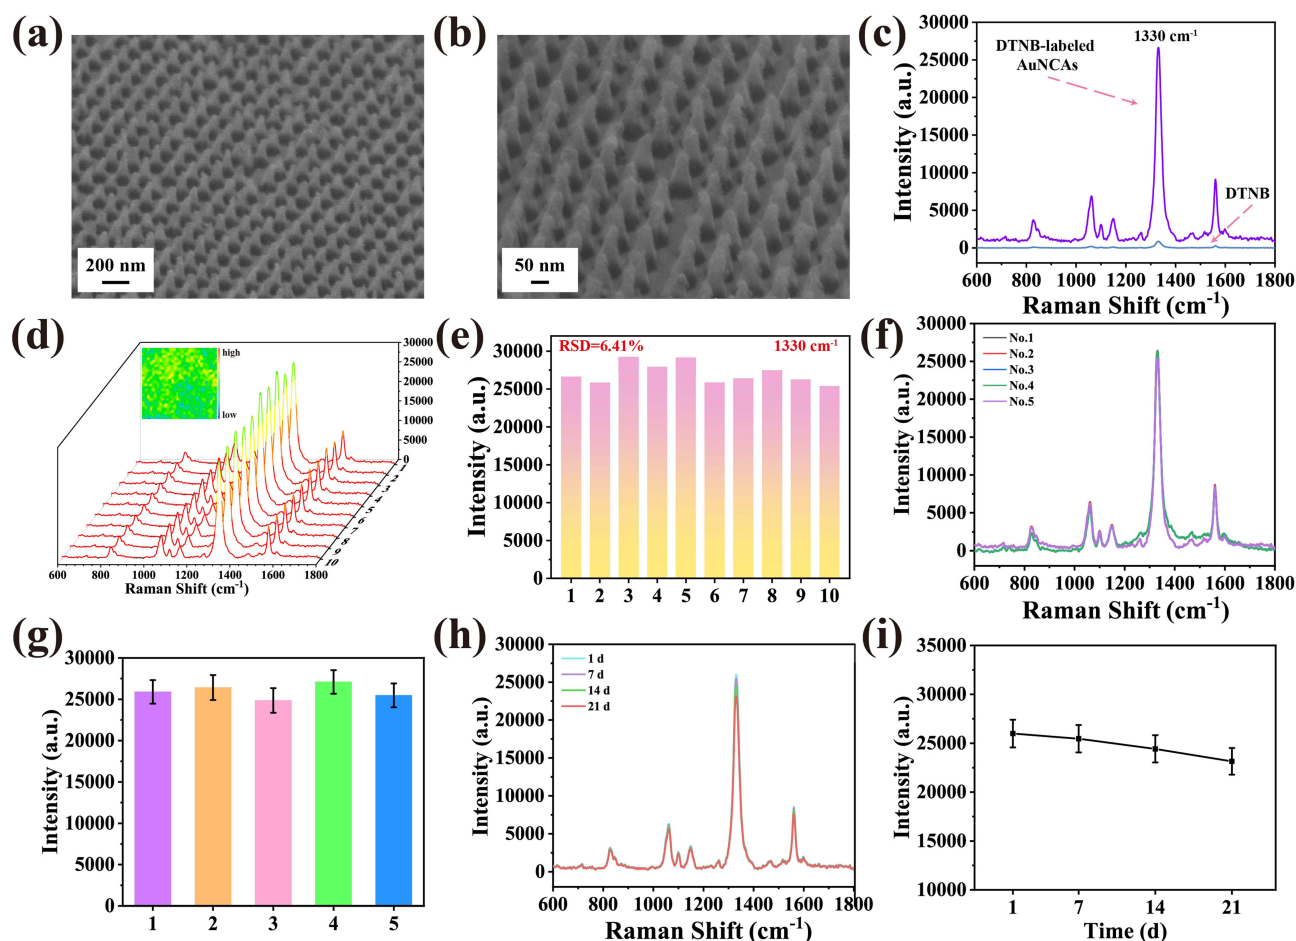 (a)
200 nm
(b)
50 nm
(c)
30000
25000
20000
15000
10000
5000
0
Intensity (a.u.)
DTNB-labeled
AuNCAs
1330 cm⁻¹
DTNB
600 800 1000 1200 1400 1600 1800
Raman Shift (cm⁻¹)
(d)
high
low
30000
25000
20000
15000
10000
5000
0
Intensity (a.u.)
1
2
3
4
5
6
7
8
9
10
600 800 1000 1200 1400 1600 1800
Raman Shift (cm⁻¹)
(e)
RSD=6.41% 1330 cm⁻¹
30000
25000
20000
15000
10000
5000
0
Intensity (a.u.)
1 2 3 4 5 6 7 8 9 10
(f)
30000
25000
20000
15000
10000
5000
0
Intensity (a.u.)
No.1
No.2
No.3
No.4
No.5
600 800 1000 1200 1400 1600 1800
Raman Shift (cm⁻¹)
(g)
30000
25000
20000
15000
10000
5000
0
Intensity (a.u.)
1 2 3 4 5
(h)
30000
25000
20000
15000
10000
5000
0
Intensity (a.u.)
1 d
7 d
14 d
21 d
600 800 1000 1200 1400 1600 1800
Raman Shift (cm⁻¹)
(i)
35000
30000
25000
20000
15000
10000
Intensity (a.u.)
1 7 14 21
Time (d)